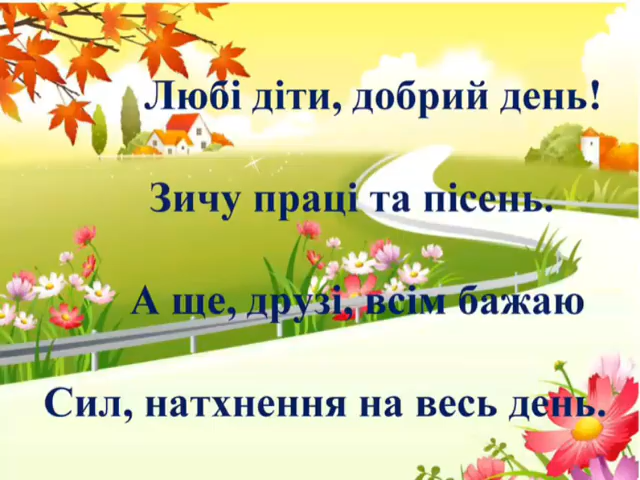 Любі діти, добрий день!
Зичу праці та пісень.
А ще, друзі, всім бажаю
Сил, натхнення на весь день.